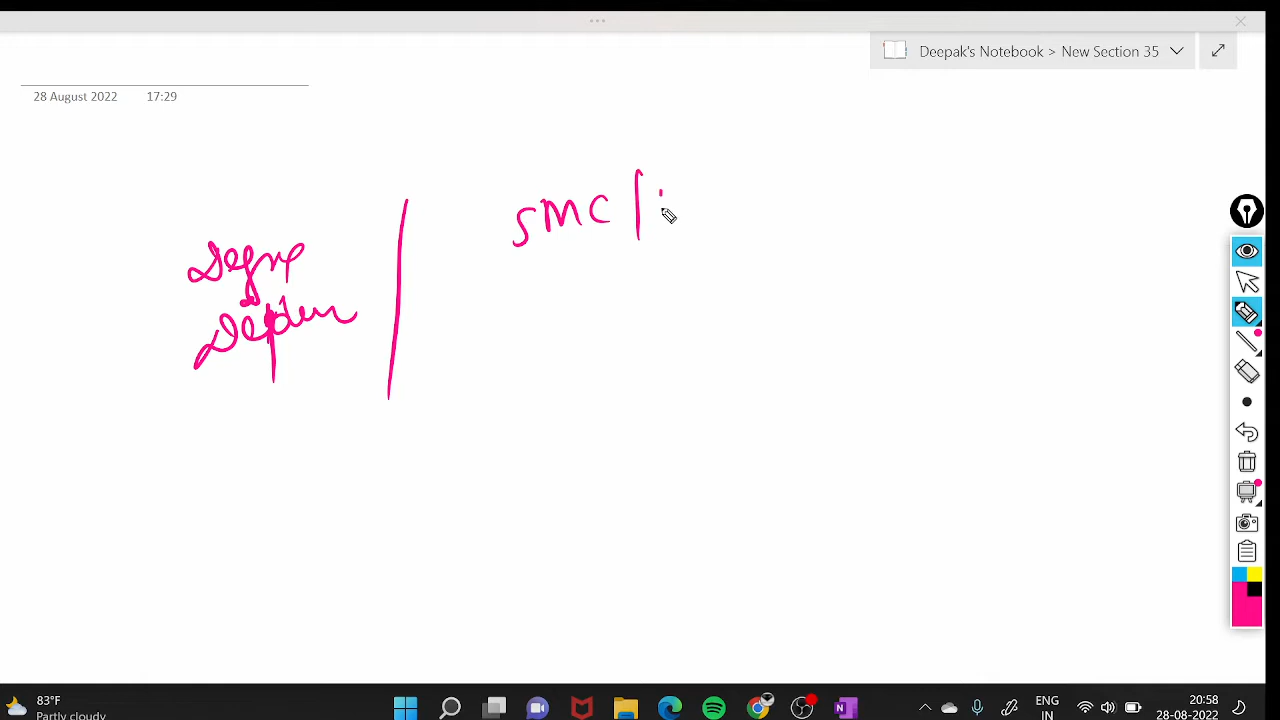 Deepak's Notebook > New Section 35
28 August 2022 17:29
SMC |
83°F
Partly cloudy
ENG
IN
20:58
28-08-2022